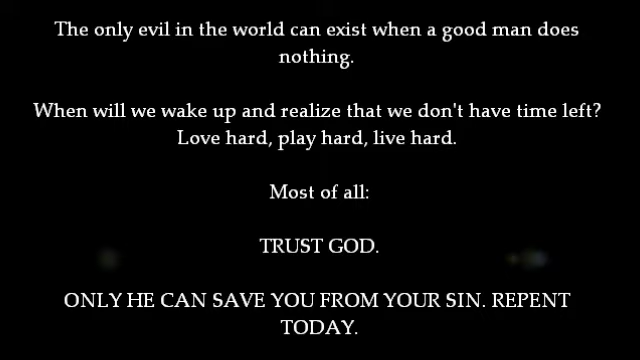 The only evil in the world can exist when a good man does
nothing.
When will we wake up and realize that we don't have time left?
Love hard, play hard, live hard.
Most of all:
TRUST GOD.
ONLY HE CAN SAVE YOU FROM YOUR SIN. REPENT
TODAY.